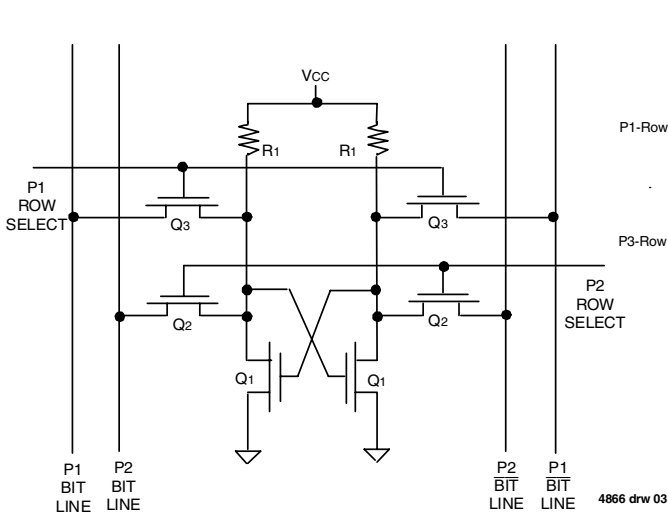 VCC
P1-Row
R1
R1
P1
ROW
SELECT
Q3
Q3
P3-Row
P2
ROW
SELECT
Q2
Q2
Q1
Q1
P1
BIT
LINE
P2
BIT
LINE
P2
BIT
LINE
P1
BIT
LINE
4866 drw 03